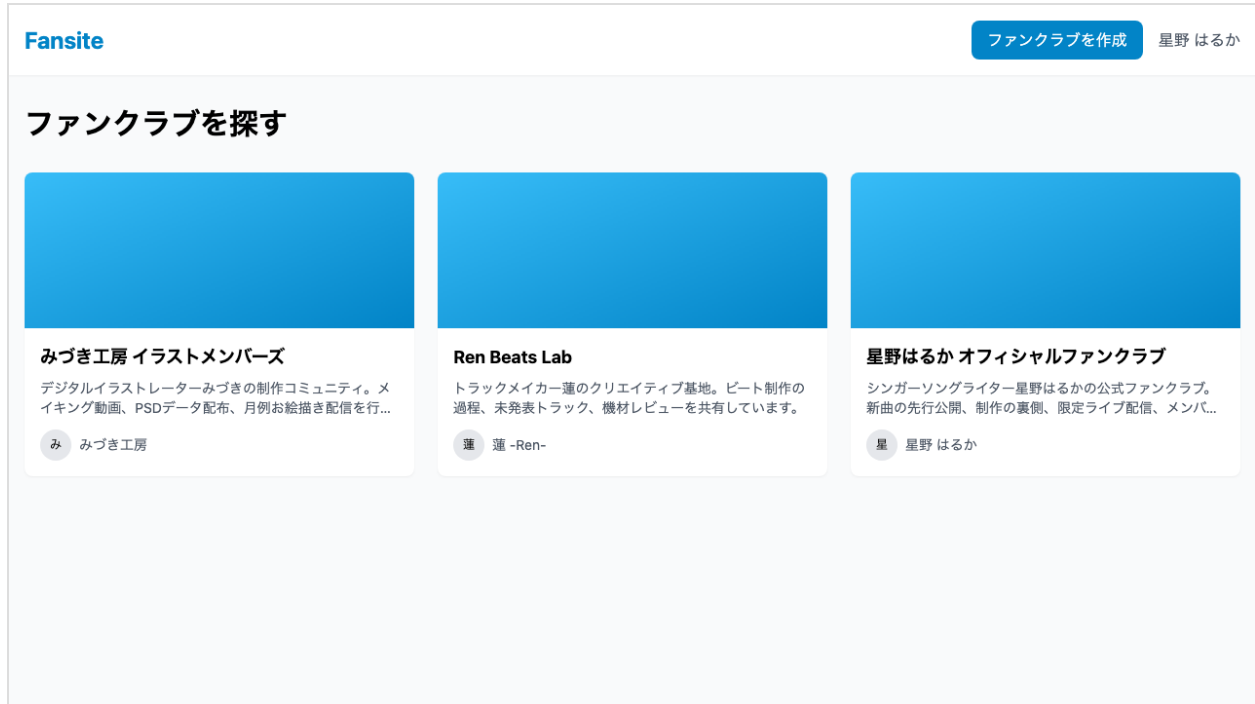 Fansite
ファンクラブを作成
星野 はるか
ファンクラブを探す
みづき工房 イラストメンバーズ
デジタルイラストレーターみづきの制作コミュニティ。メ
イキング動画、PSDデータ配布、月例お絵描き配信を行...
み
みづき工房
Ren Beats Lab
トラックメイカー蓮のクリエイティブ基地。ビート制作の
過程、未発表トラック、機材レビューを共有しています。
蓮
蓮 -Ren-
星野はるか オフィシャルファンクラブ
シンガーソングライター星野はるかの公式ファンクラブ。
新曲の先行公開、制作の裏側、限定ライブ配信、メンバ...
星
星野 はるか